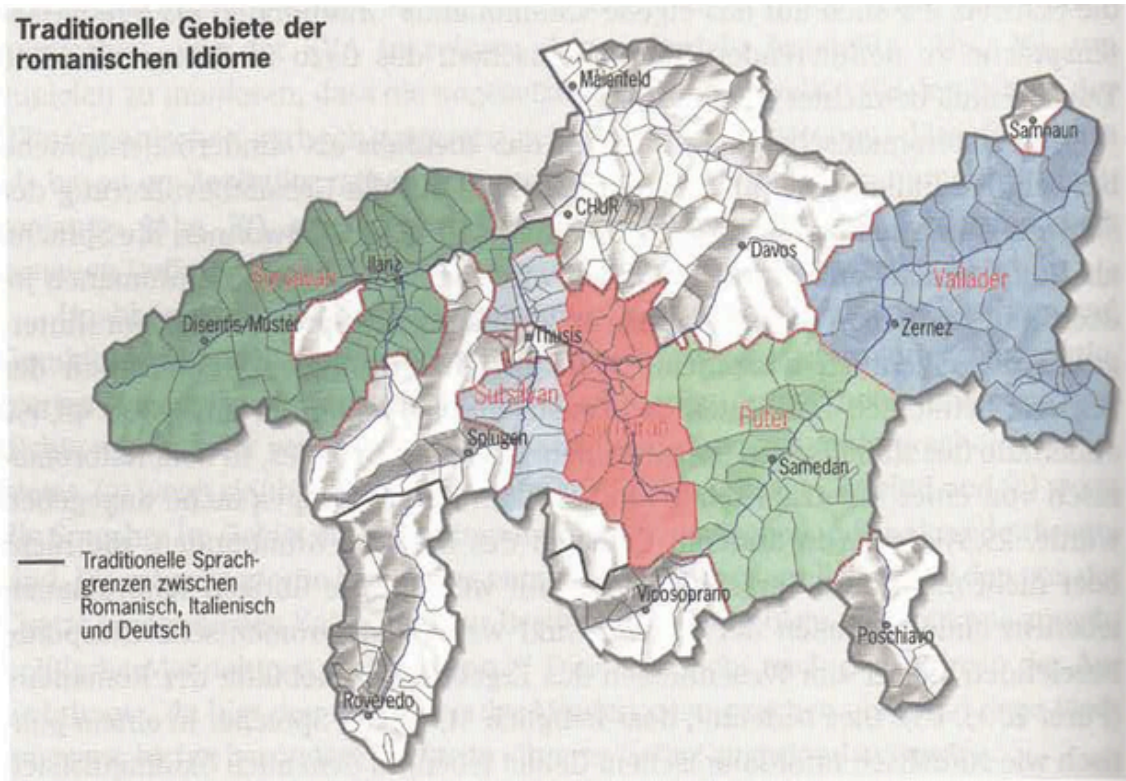 Traditionelle Gebiete der
romanischen Idiome
Maienfeld
Samnaun
CHUR
Davos
Ilanz
Vallader
Disentis/Mustér
Thusis
Zernez
Sutsilvan
Puter
Splügen
Samedan
Traditionelle Sprach-
grenzen zwischen
Romanisch, Italienisch
und Deutsch
Vicosoprano
Poschiavo
Roveredo